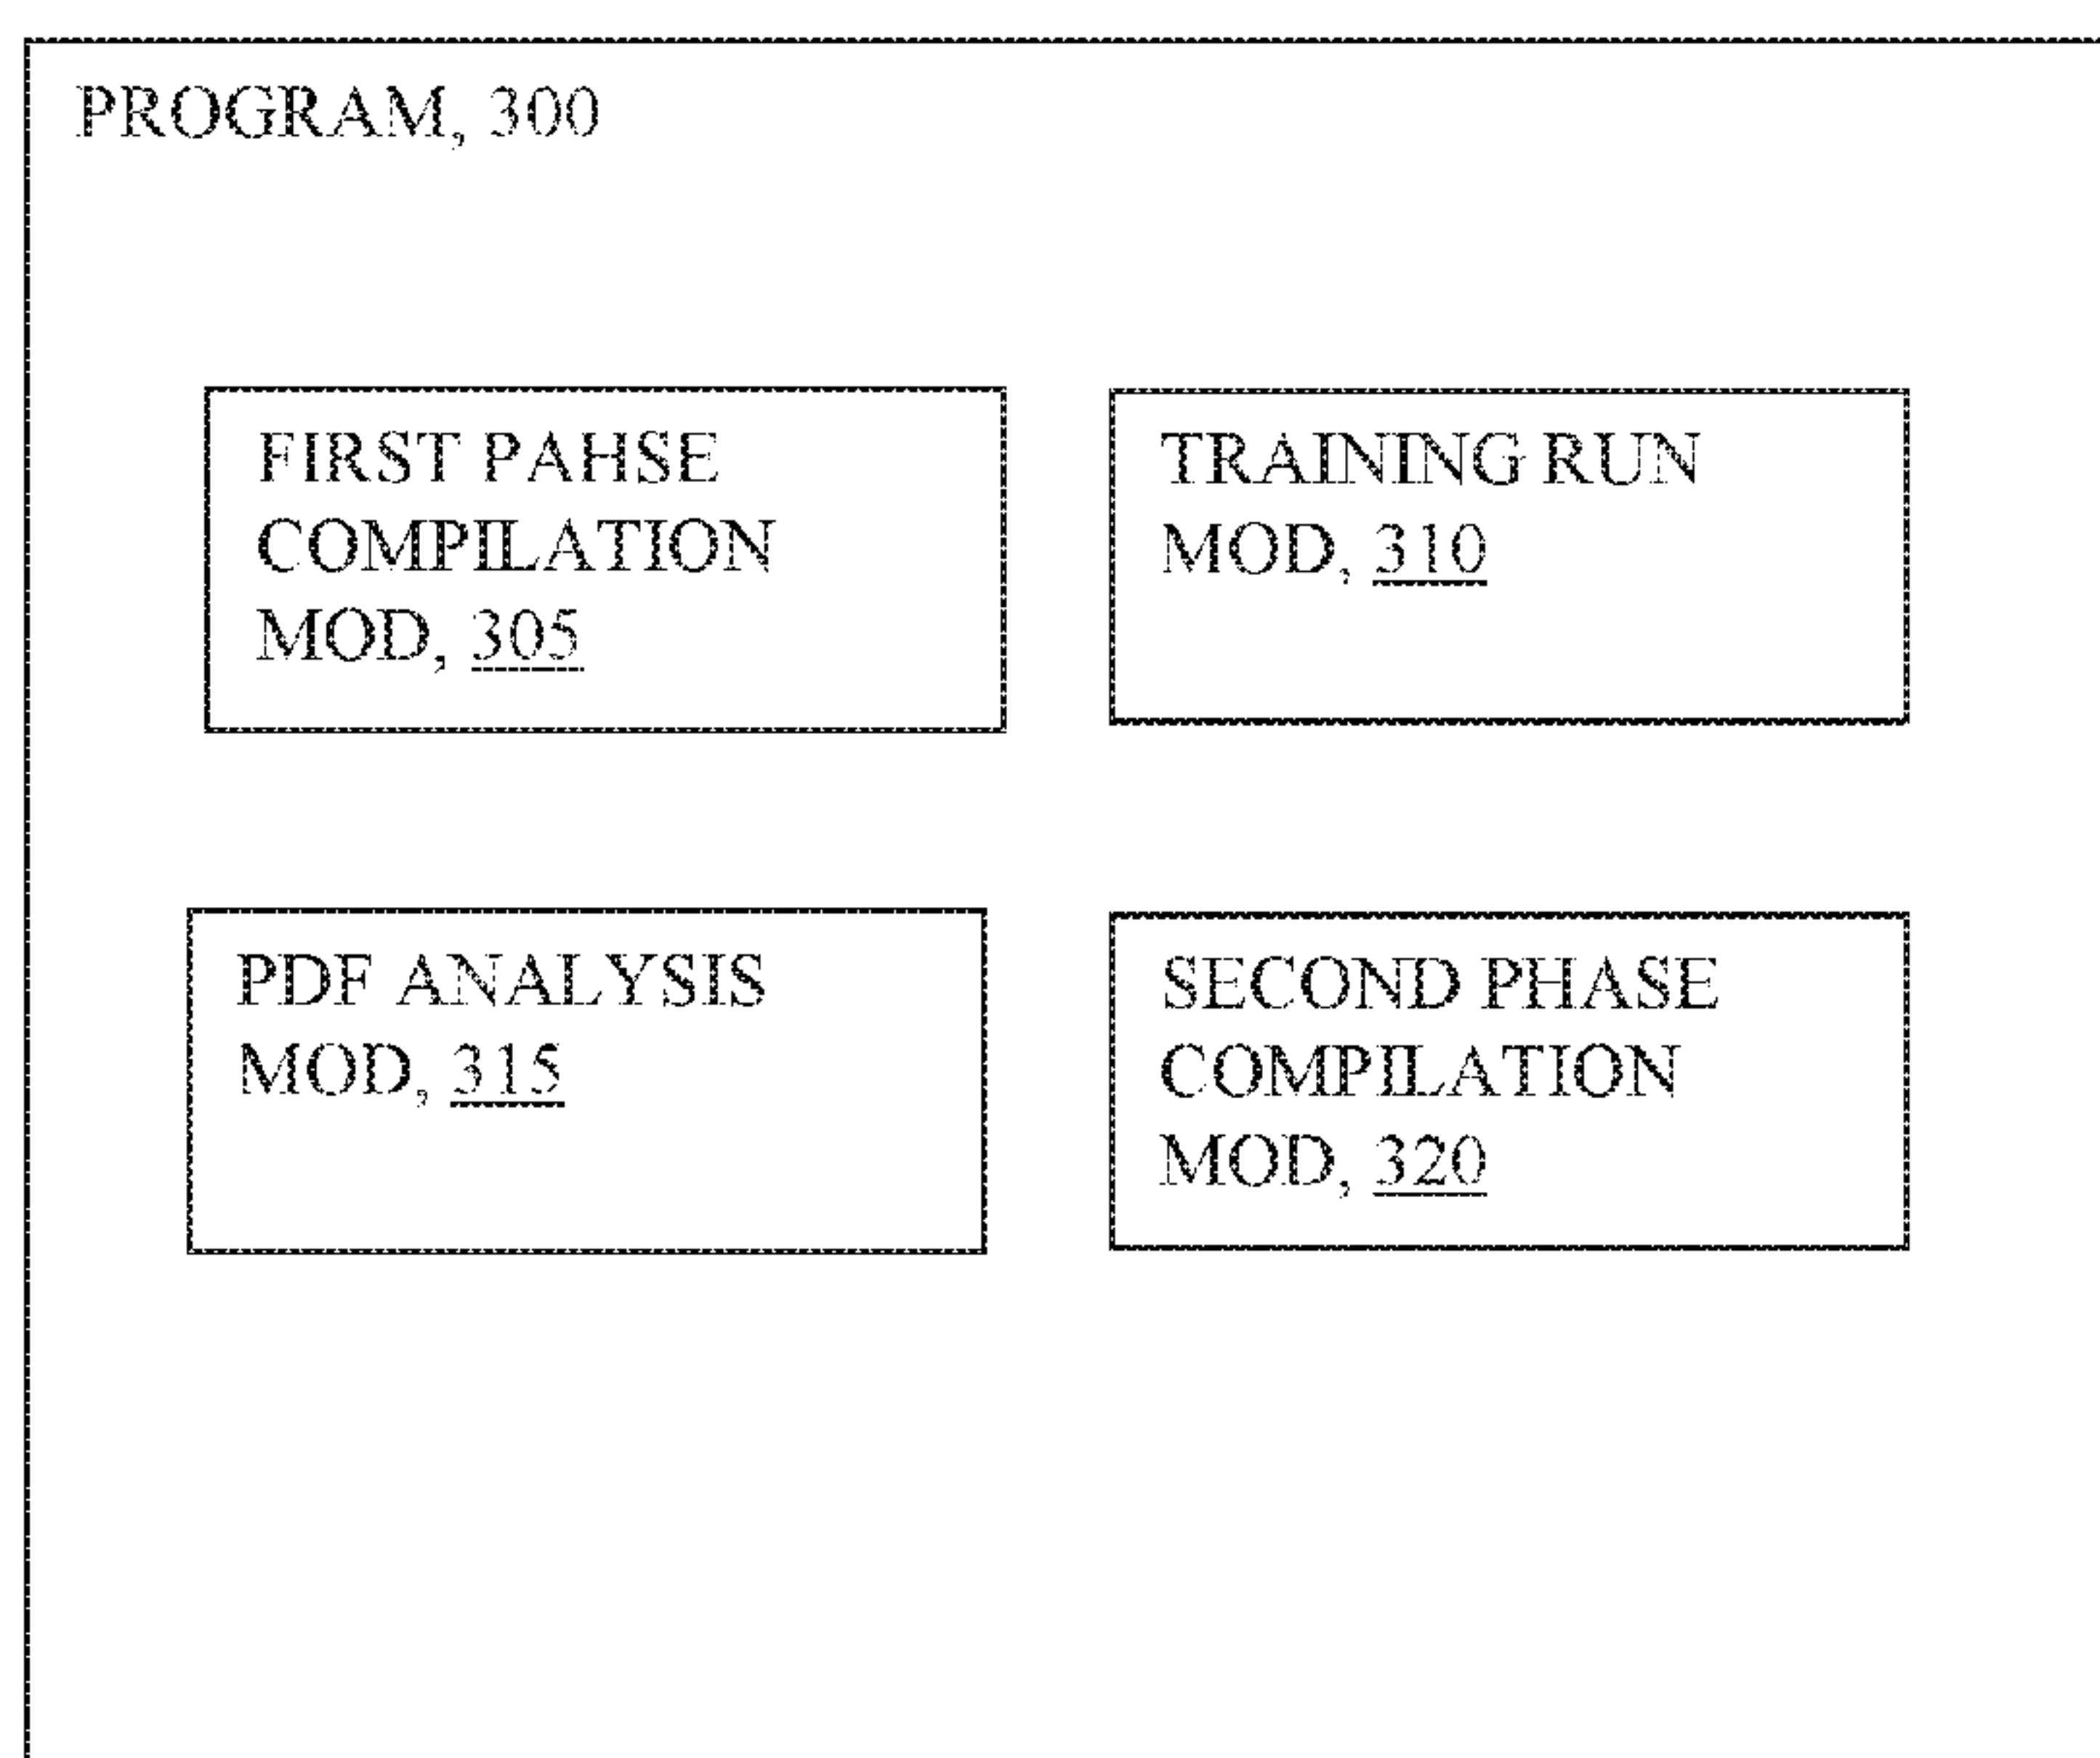 PROGRAM, 300
FIRST PAHSE
COMPILATION
MOD, 305
TRAINING RUN
MOD, 310
PDF ANALYSIS
MOD, 315
SECOND PHASE
COMPILATION
MOD, 320